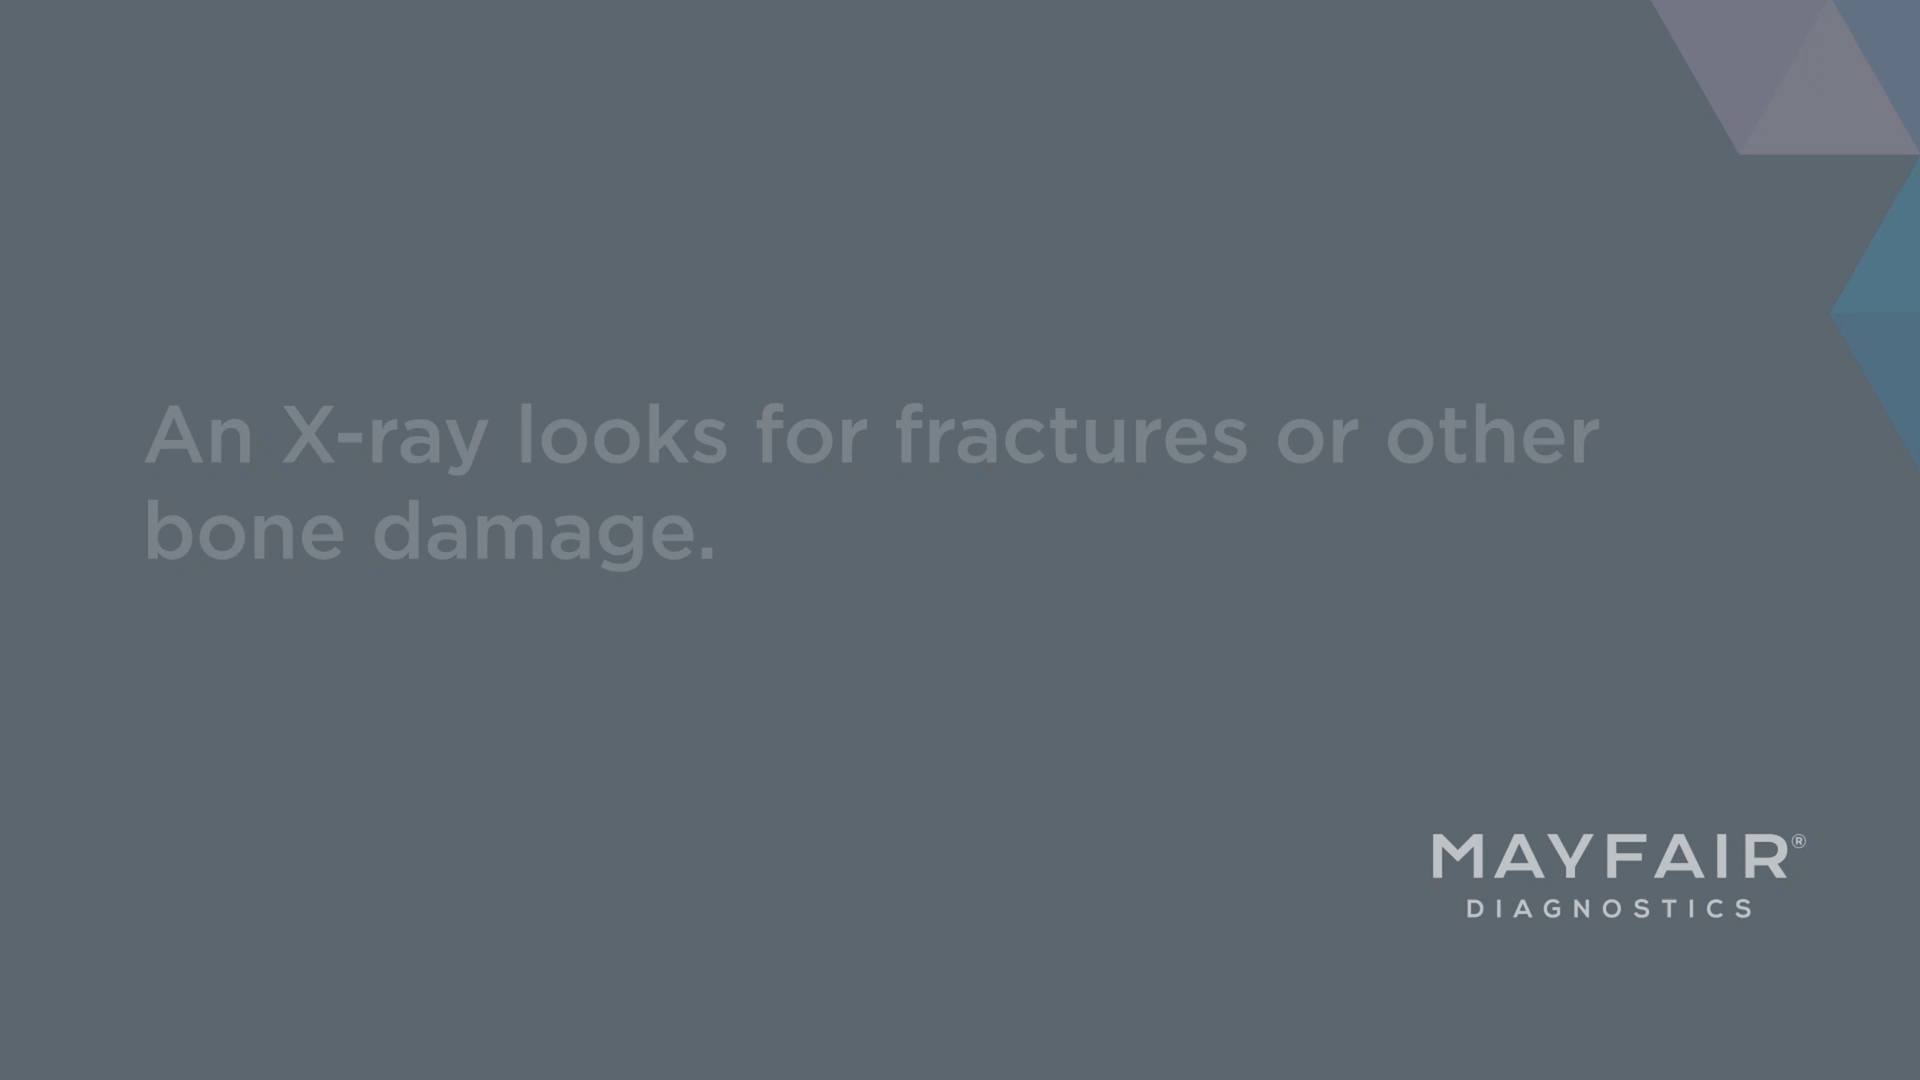 An X-ray looks for fractures or other
bone damage.
MAYFAIR®
DIAGNOSTICS